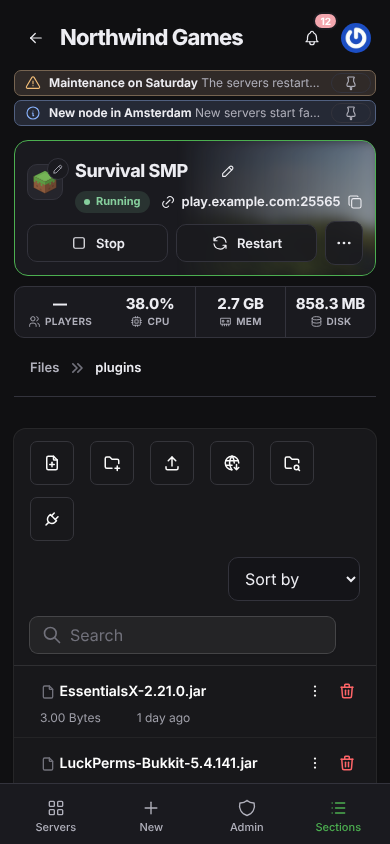 Northwind Games
12
Maintenance on Saturday The servers restart...
New node in Amsterdam New servers start fa...
Survival SMP
Running
play.example.com:25565
Stop
Restart
— 38.0% 2.7 GB 858.3 MB
PLAYERS CPU MEM DISK
Files plugins
Sort by
Search
EssentialsX-2.21.0.jar
3.00 Bytes 1 day ago
LuckPerms-Bukkit-5.4.141.jar
Servers New Admin Sections